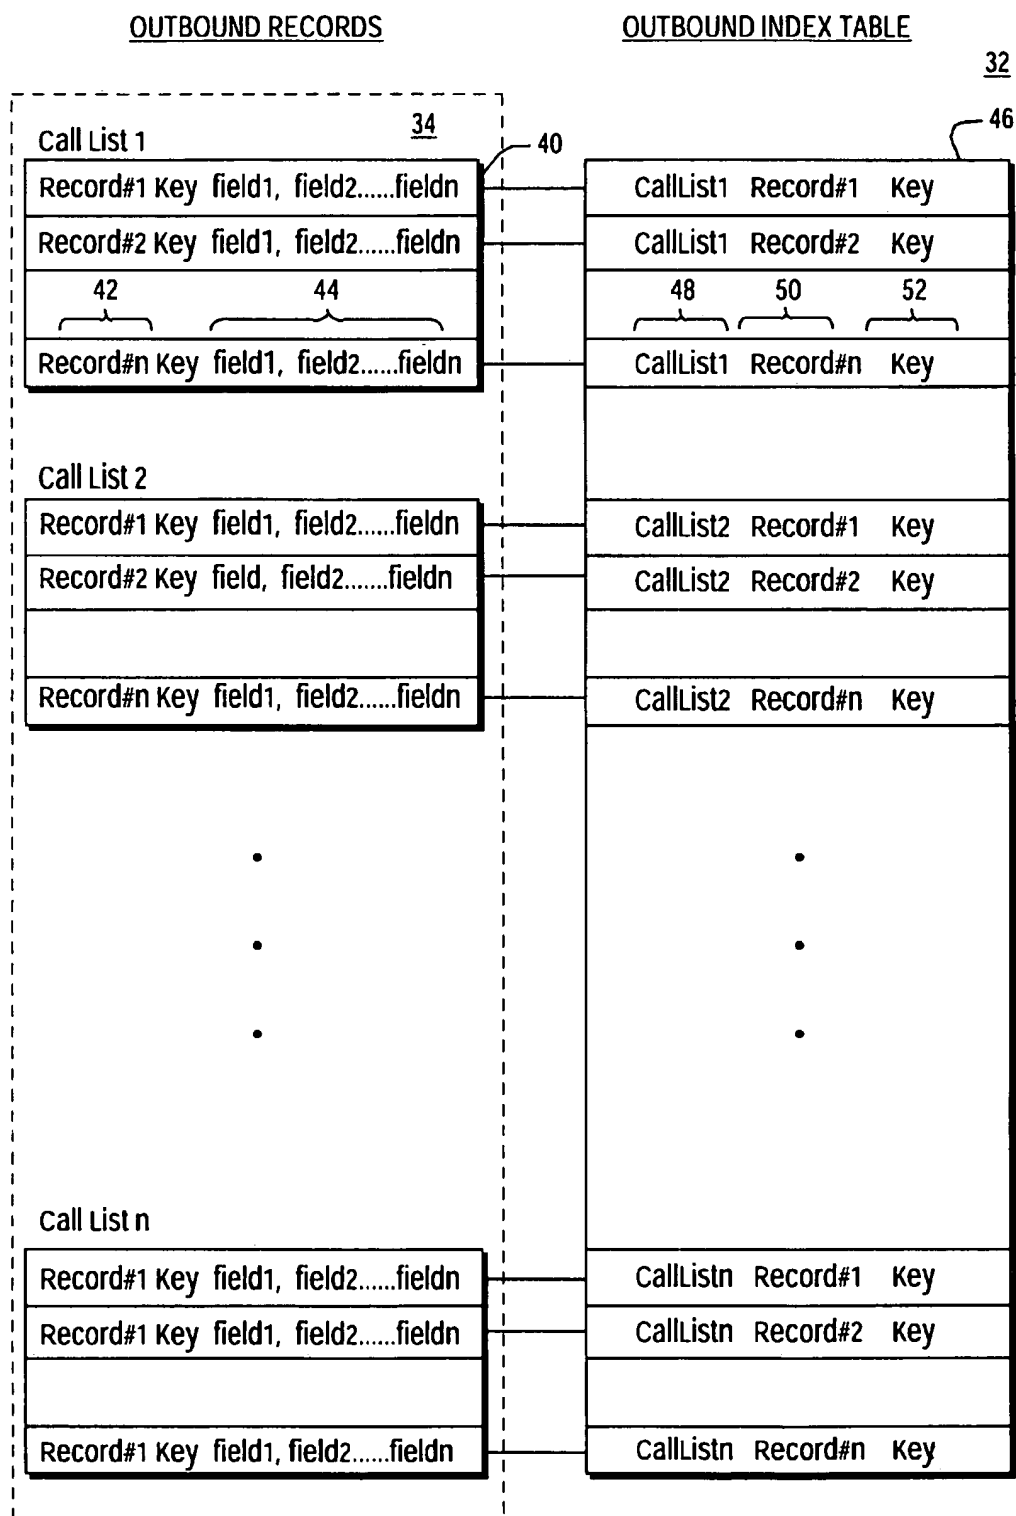 OUTBOUND RECORDS
OUTBOUND INDEX TABLE
32
34
46
Call List 1
40
Record#1 Key field1, field2......fieldn
CallList1 Record#1 Key
Record#2 Key field1, field2......fieldn
CallList1 Record#2 Key
42
44
48
50
52
Record#n Key field1, field2......fieldn
CallList1 Record#n Key
Call List 2
Record#1 Key field1, field2......fieldn
CallList2 Record#1 Key
Record#2 Key field, field2.......fieldn
CallList2 Record#2 Key
Record#n Key field1, field2......fieldn
CallList2 Record#n Key
Call List n
Record#1 Key field1, field2......fieldn
CallListn Record#1 Key
Record#1 Key field1, field2......fieldn
CallListn Record#2 Key
Record#1 Key field1, field2......fieldn
CallListn Record#n Key